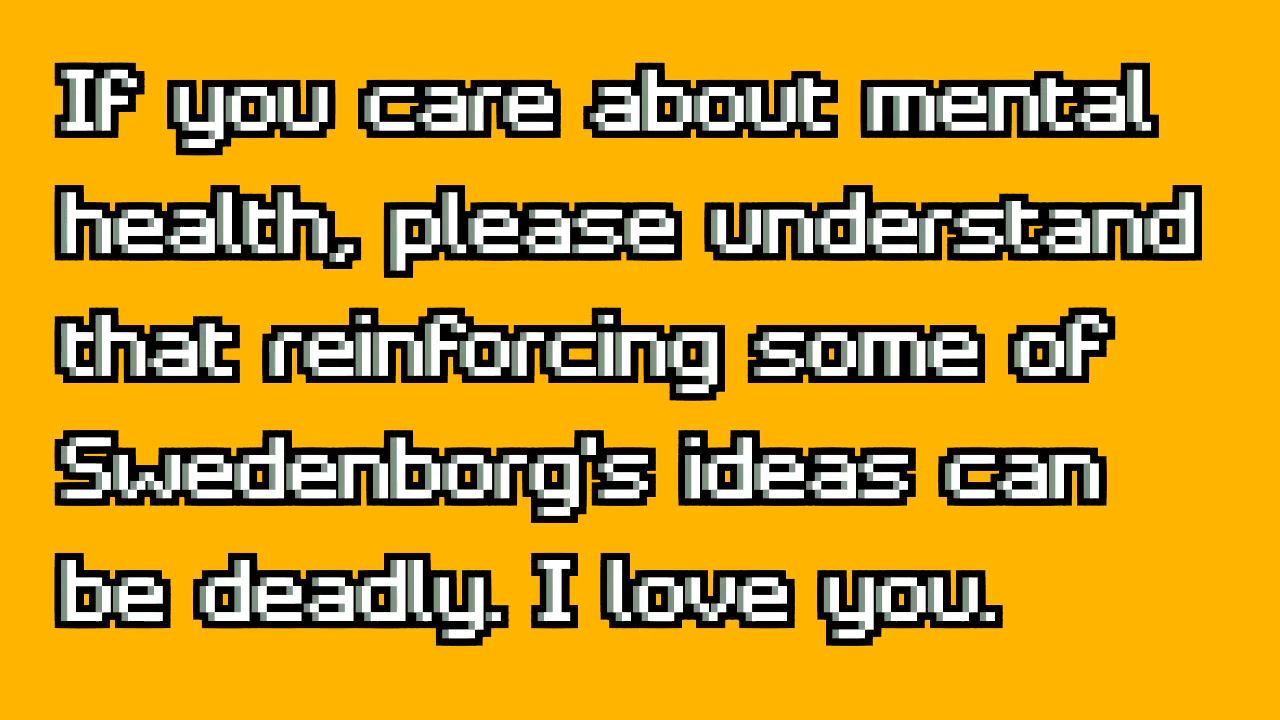 If you care about mental
health, please understand
that reinforcing some of
Swedenborg's ideas can
be deadly. I love you.